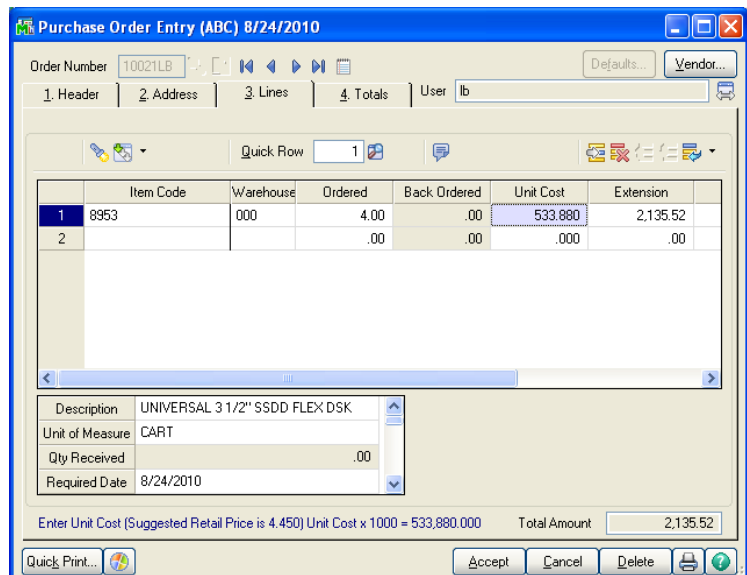 Purchase Order Entry (ABC) 8/24/2010
Order Number 10021LB Defaults... Vendor...
1. Header 2. Address 3. Lines 4. Totals User lb
Quick Row 1
Item Code Warehouse Ordered Back Ordered Unit Cost Extension
1 8953 000 4.00 .00 533.880 2,135.52
2 .00 .00 .000 .00
Description UNIVERSAL 3 1/2" SSDD FLEX DSK
Unit of Measure CART
Qty Received .00
Required Date 8/24/2010
Enter Unit Cost (Suggested Retail Price is 4.450) Unit Cost x 1000 = 533,880.000 Total Amount 2,135.52
Quick Print... Accept Cancel Delete